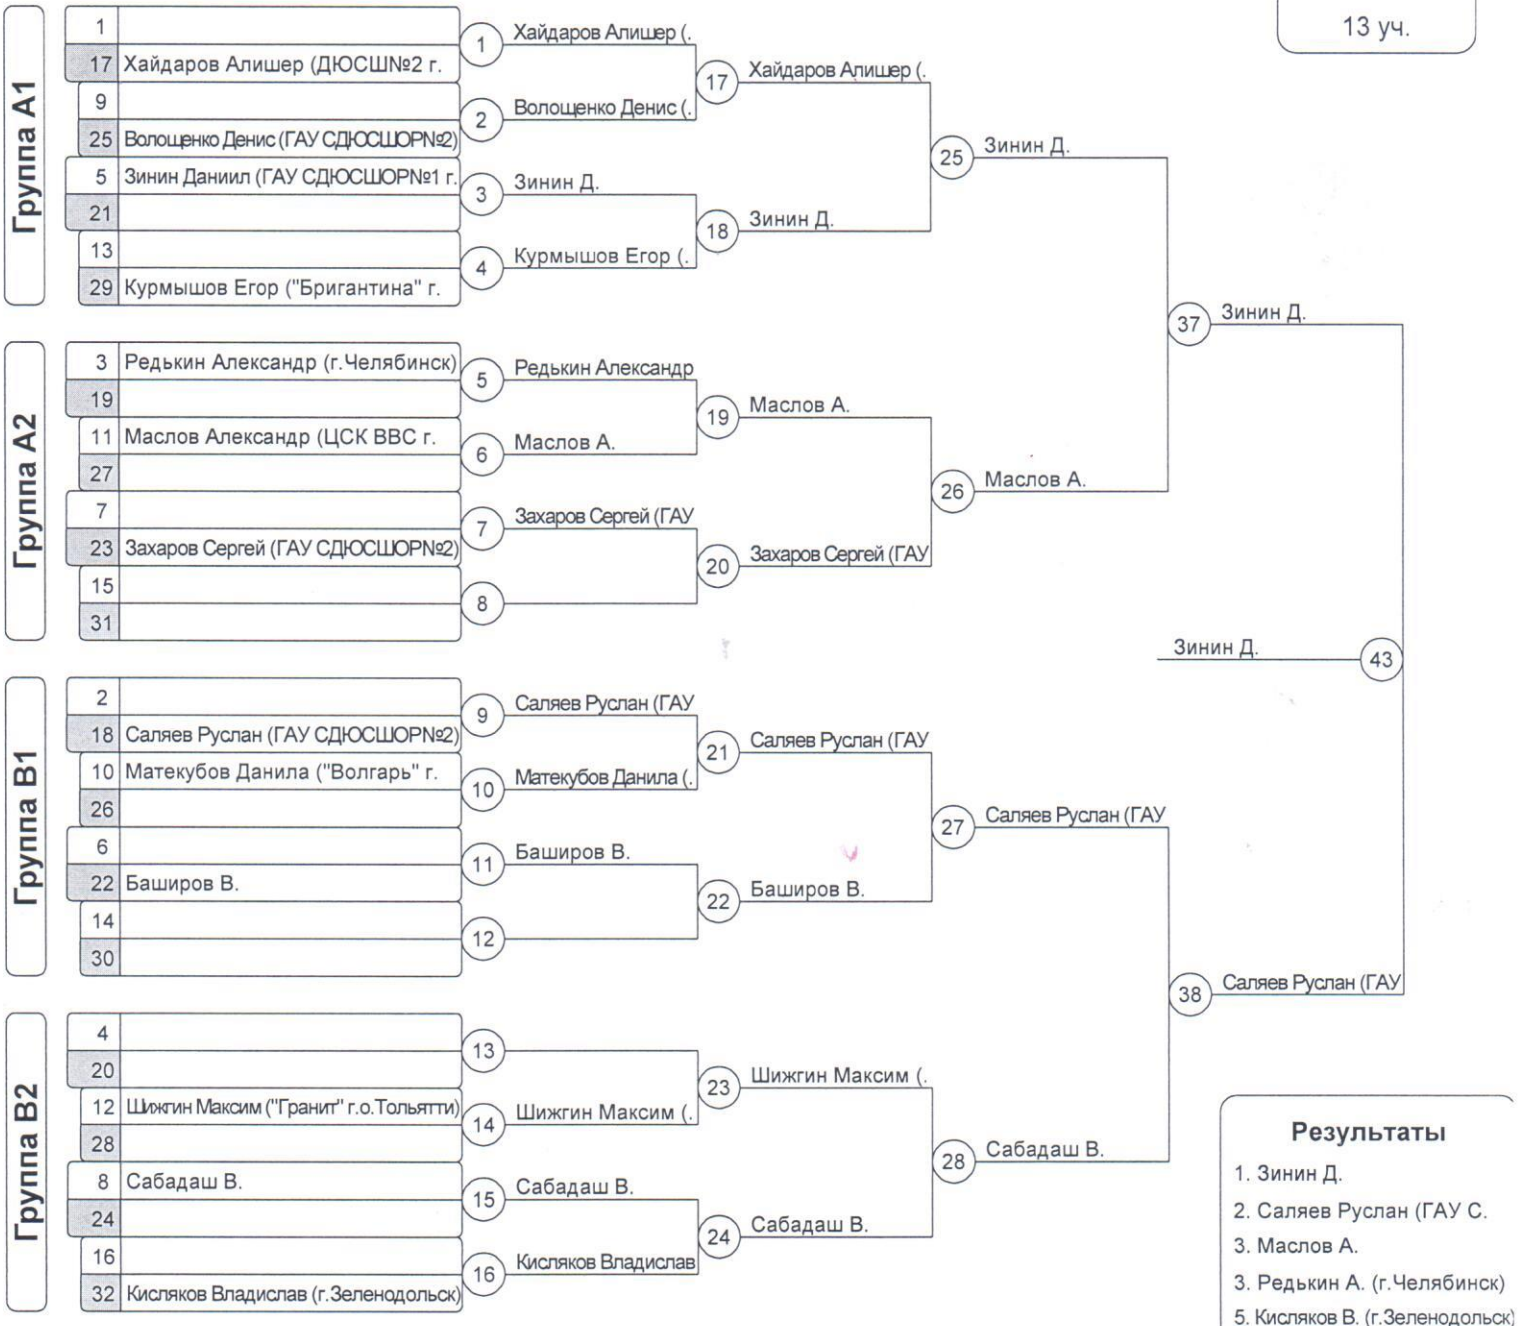 13 уч.
Группа A1
1
17 Хайдаров Алишер (ДЮСШ№2 г.
9
25 Волощенко Денис (ГАУ СДЮСШОР№2)
5 Зинин Даниил (ГАУ СДЮСШОР№1 г.
21
13
29 Курмышов Егор ("Бригантина" г.
1 Хайдаров Алишер (.
2 Волощенко Денис (.
3 Зинин Д.
4 Курмышов Егор (.
17 Хайдаров Алишер (.
18 Зинин Д.
25 Зинин Д.
Группа A2
3 Редькин Александр (г.Челябинск)
19
11 Маслов Александр (ЦСК ВВС г.
27
7
23 Захаров Сергей (ГАУ СДЮСШОР№2)
15
31
5 Редькин Александр
6 Маслов А.
7 Захаров Сергей (ГАУ
8
19 Маслов А.
20 Захаров Сергей (ГАУ
26 Маслов А.
37 Зинин Д.
Группа B1
2
18 Саляев Руслан (ГАУ СДЮСШОР№2)
10 Матекубов Данила ("Волгарь" г.
26
6
22 Баширов В.
14
30
9 Саляев Руслан (ГАУ
10 Матекубов Данила (.
11 Баширов В.
12
21 Саляев Руслан (ГАУ
22 Баширов В.
27 Саляев Руслан (ГАУ
Группа B2
4
20
12 Шижгин Максим ("Гранит" г.о.Тольятти)
28
8 Сабадаш В.
24
16
32 Кисляков Владислав (г.Зеленодольск)
13
14 Шижгин Максим (.
15 Сабадаш В.
16 Кисляков Владислав
23 Шижгин Максим (.
24 Сабадаш В.
28 Сабадаш В.
38 Саляев Руслан (ГАУ
Зинин Д. 43
Результаты
1. Зинин Д.
2. Саляев Руслан (ГАУ С.
3. Маслов А.
3. Редькин А. (г.Челябинск)
5. Кисляков В. (г.Зеленодольск)